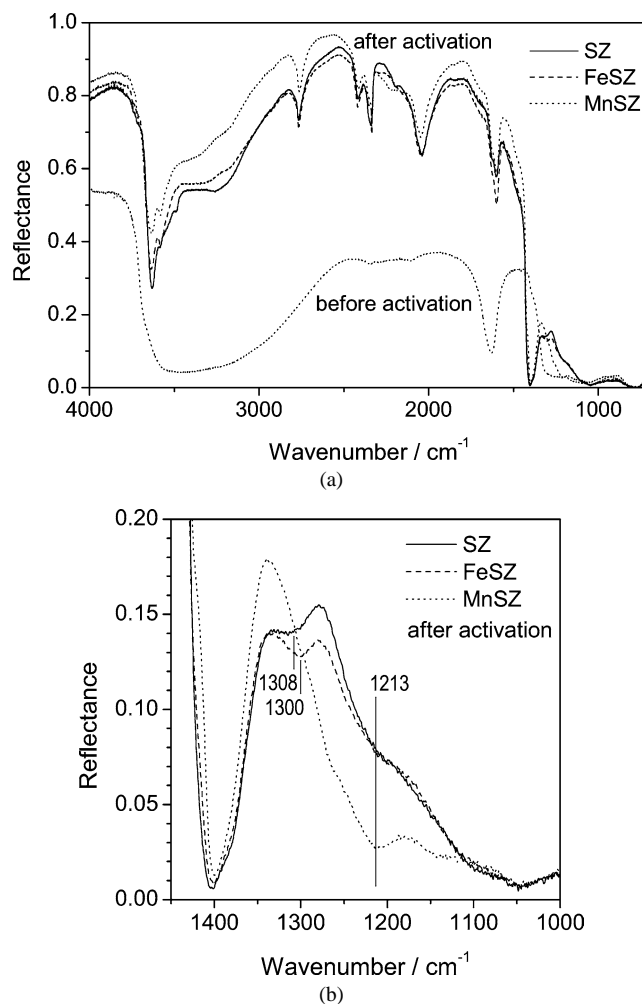 1.0
0.8
0.6
0.4
0.2
0.0
Reflectance
after activation
SZ
FeSZ
MnSZ
before activation
4000 3000 2000 1000
Wavenumber / cm⁻¹
(a)
0.20
0.15
0.10
0.05
0.00
Reflectance
SZ
FeSZ
MnSZ
after activation
1308
1300
1213
1400 1300 1200 1100 1000
Wavenumber / cm⁻¹
(b)